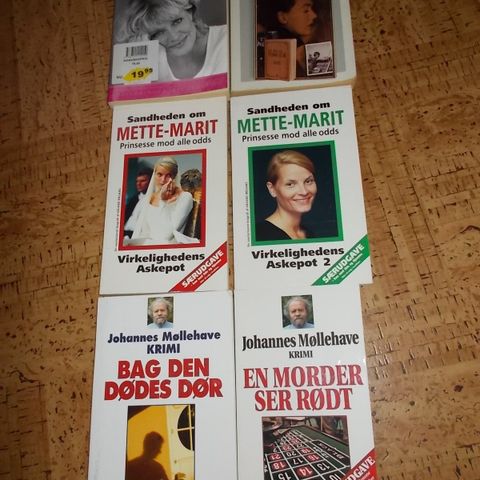 19.95
Sandheden om
METTE-MARIT
Prinsesse mod alle odds
Virkelighedens
Askepot
SÆRUDGAVE
Sandheden om
METTE-MARIT
Prinsesse mod alle odds
Virkelighedens
Askepot 2
SÆRUDGAVE
Johannes Møllehave
KRIMI
BAG DEN
DØDES DØR
Johannes Møllehave
KRIMI
EN MORDER
SER RØDT
SÆRUDGAVE